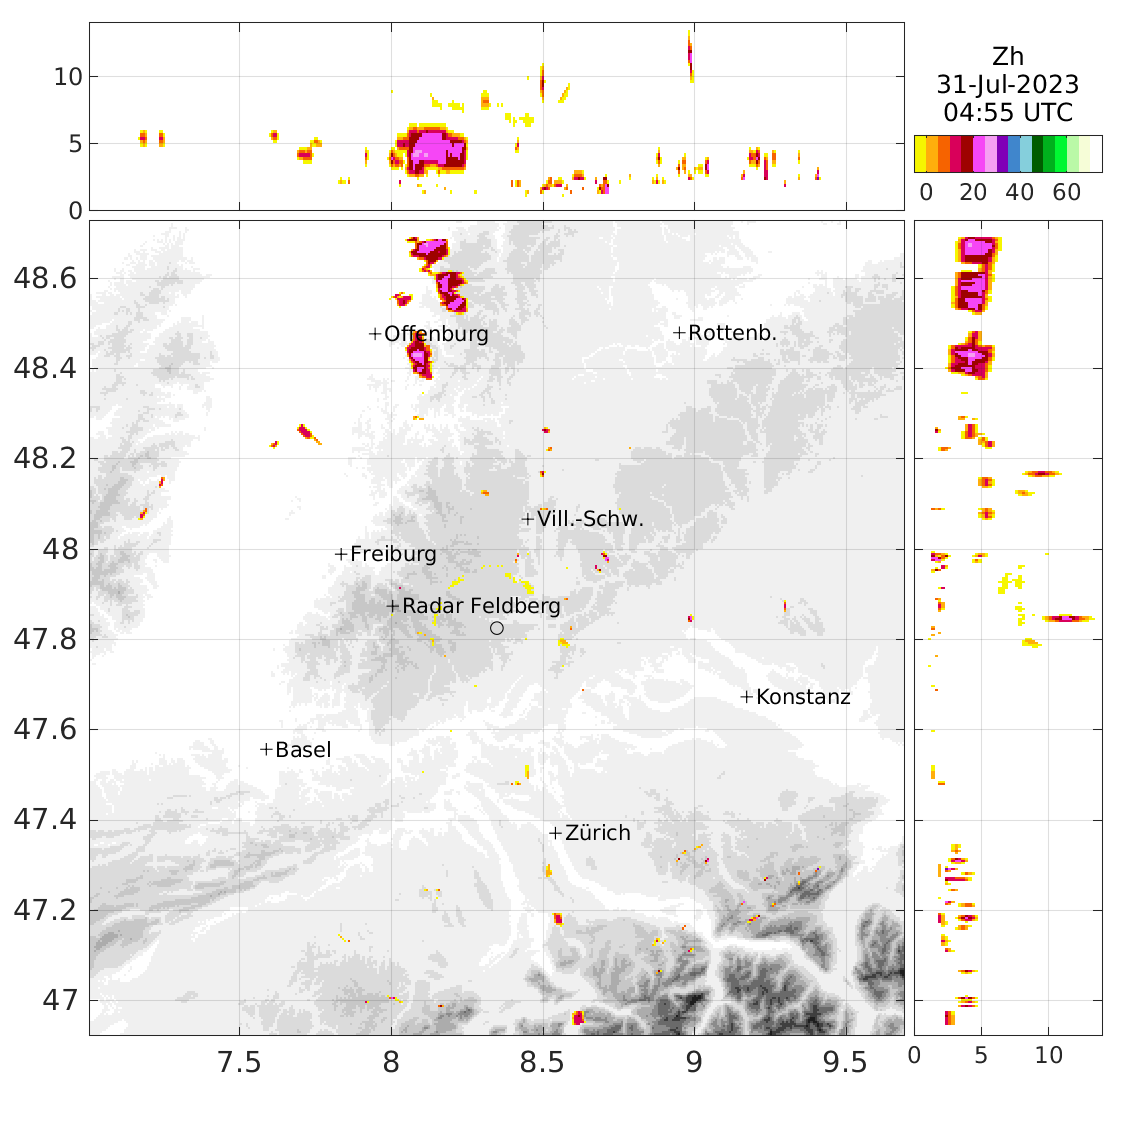 Zh
31-Jul-2023
04:55 UTC
10
5
0
0 20 40 60
48.6
48.4
48.2
48
47.8
47.6
47.4
47.2
47
Offenburg
Rottenb.
Vill.-Schw.
Freiburg
Radar Feldberg
Konstanz
Basel
Zürich
7.5 8 8.5 9 9.5
0 5 10